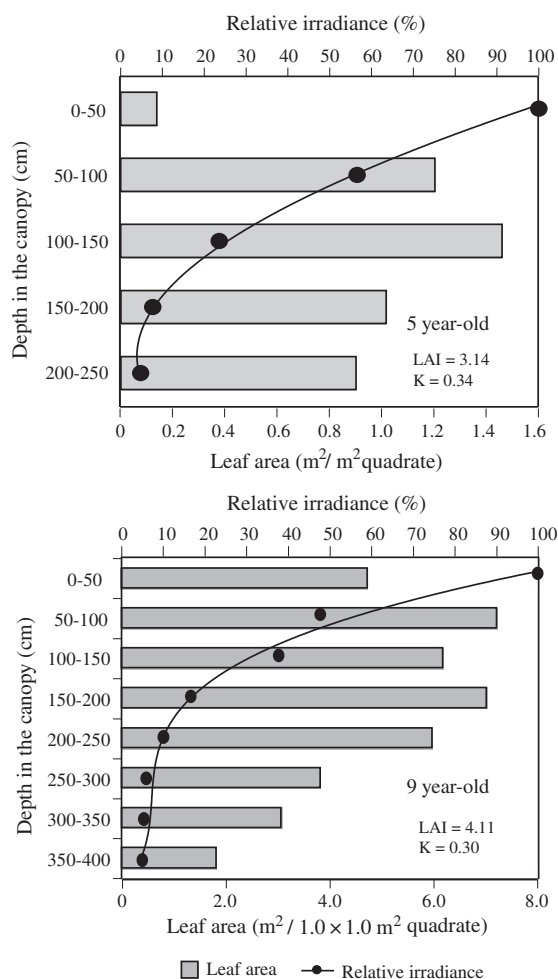 Relative irradiance (%)
0 10 20 30 40 50 60 70 80 90 100
Depth in the canopy (cm)
0-50
50-100
100-150
150-200
200-250
5 year-old
LAI = 3.14
K = 0.34
0 0.2 0.4 0.6 0.8 1.0 1.2 1.4 1.6
Leaf area (m²/ m² quadrate)
Relative irradiance (%)
0 10 20 30 40 50 60 70 80 90 100
Depth in the canopy (cm)
0-50
50-100
100-150
150-200
200-250
250-300
300-350
350-400
9 year-old
LAI = 4.11
K = 0.30
0 2.0 4.0 6.0 8.0
Leaf area (m² / 1.0 × 1.0 m² quadrate)
Leaf area Relative irradiance